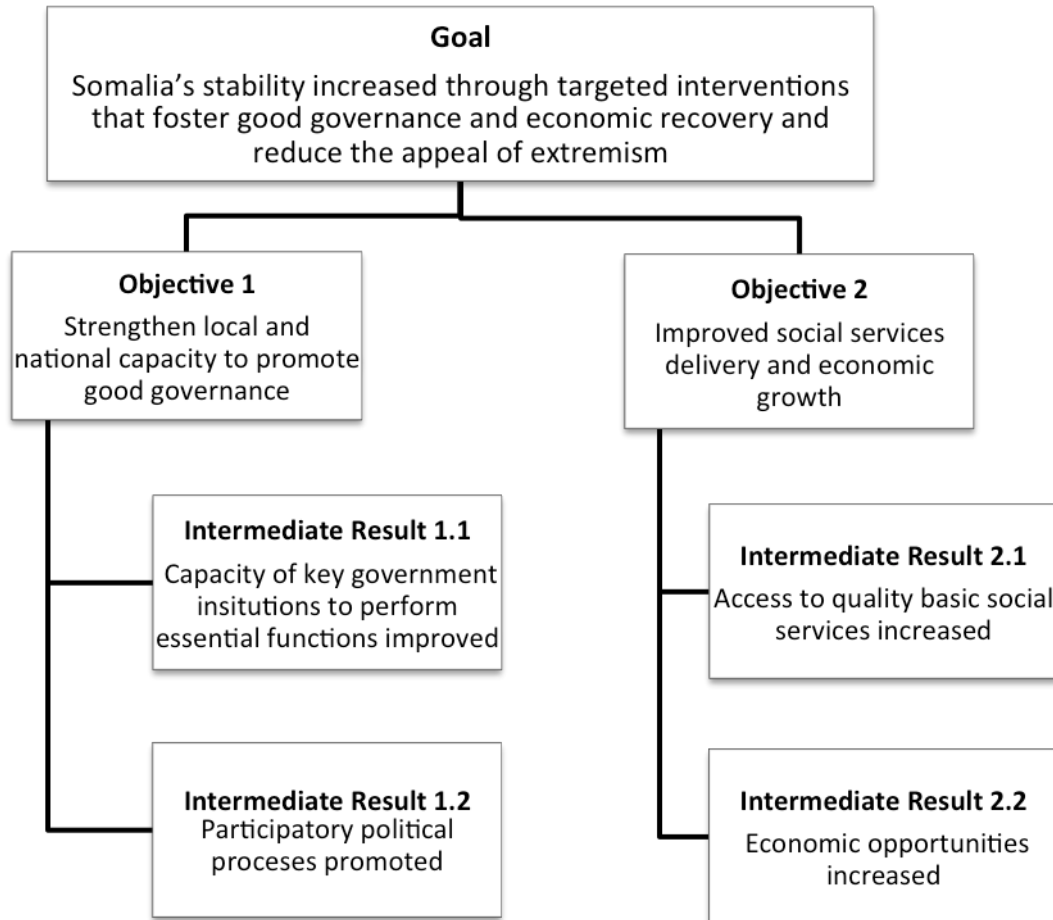 Goal
Somalia’s stability increased through targeted interventions
that foster good governance and economic recovery and
reduce the appeal of extremism
Objective 1
Strengthen local and
national capacity to promote
good governance
Objective 2
Improved social services
delivery and economic
growth
Intermediate Result 1.1
Capacity of key government
insitutions to perform
essential functions improved
Intermediate Result 1.2
Participatory political
proceses promoted
Intermediate Result 2.1
Access to quality basic social
services increased
Intermediate Result 2.2
Economic opportunities
increased